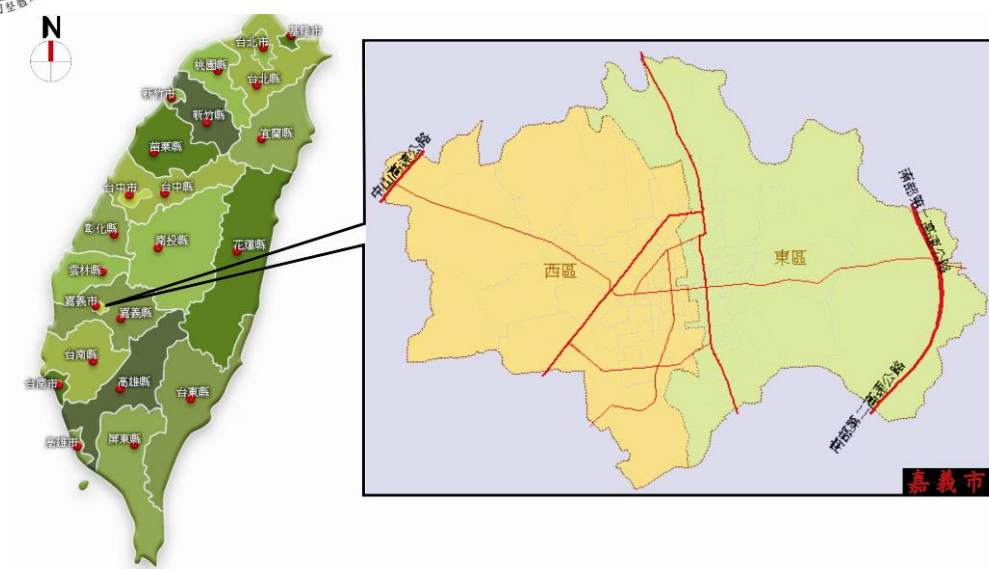 N
基隆市
台北市
桃園縣
台北縣
新竹市
新竹縣
宜蘭縣
苗栗縣
台中市
台中縣
彰化縣
南投縣
花蓮縣
雲林縣
嘉義市
嘉義縣
台南縣
台南市
高雄縣
台東縣
高雄市
屏東縣
中山高速公路
西區
東區
南部第二高速公路
南部第二高速公路
嘉義市